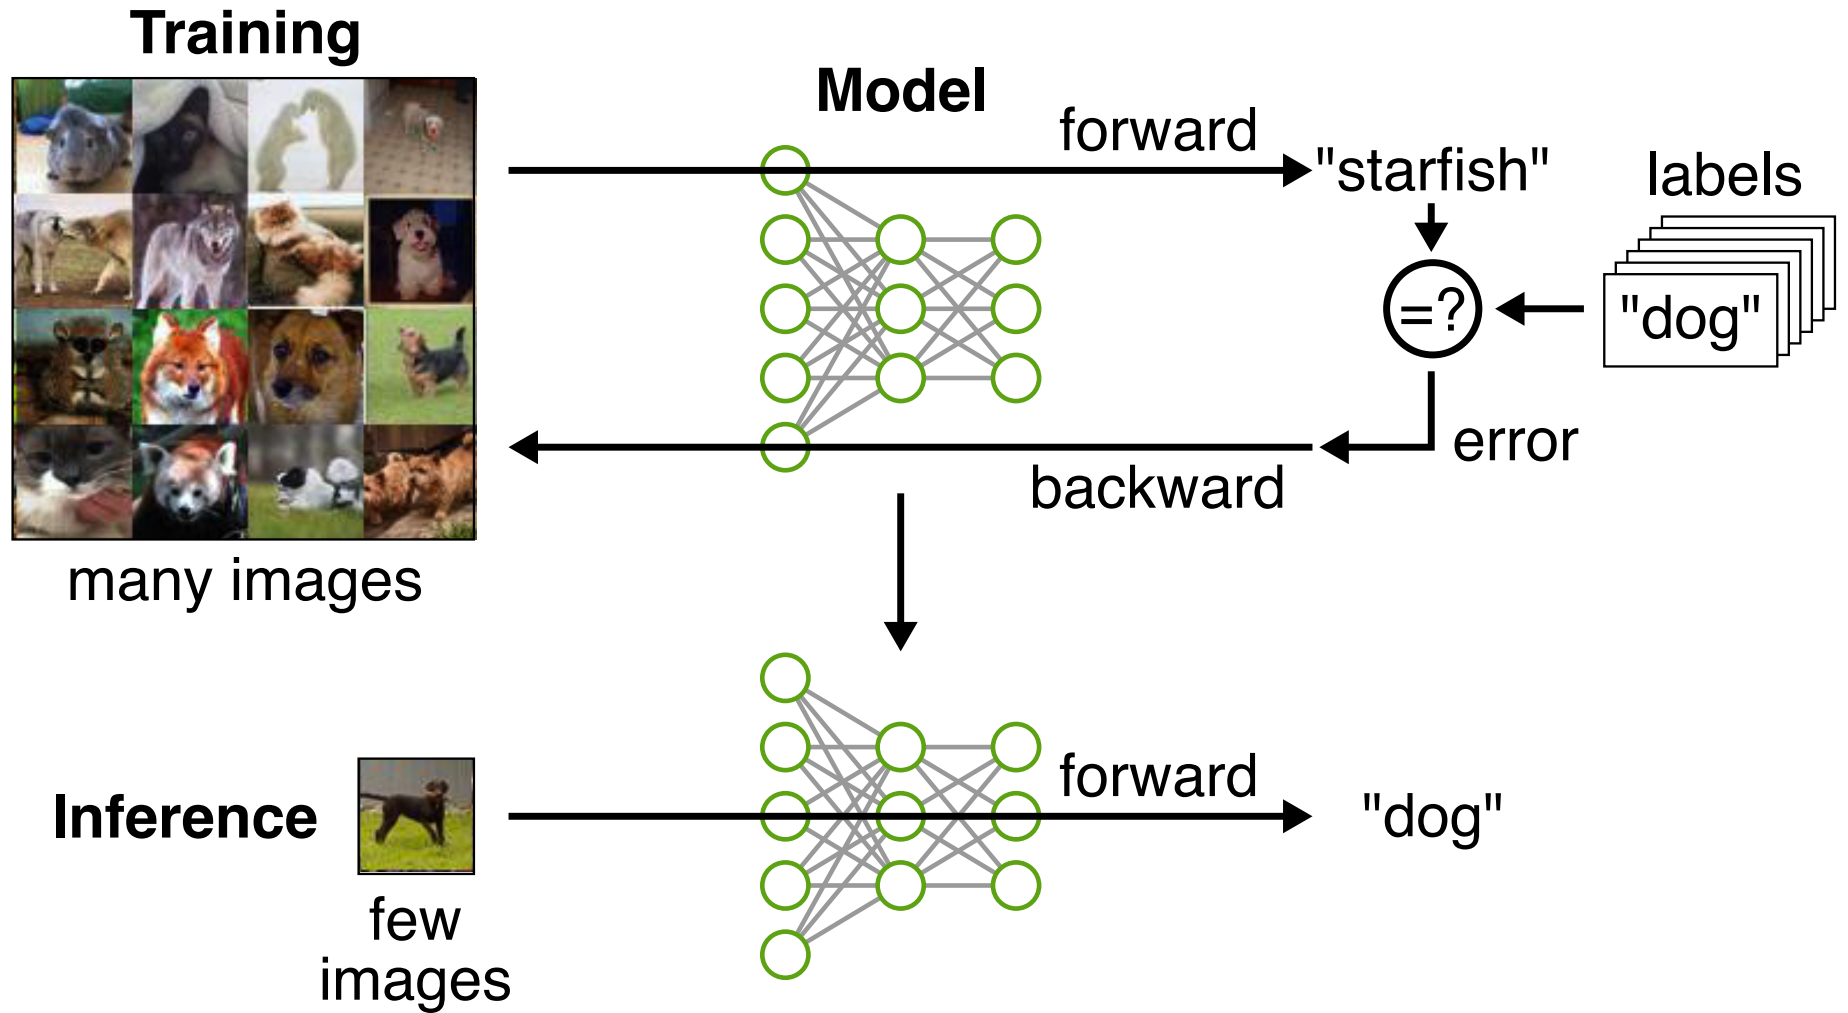 Training
Model
forward
"starfish"
labels
=?
"dog"
error
backward
many images
Inference
forward
"dog"
few
images